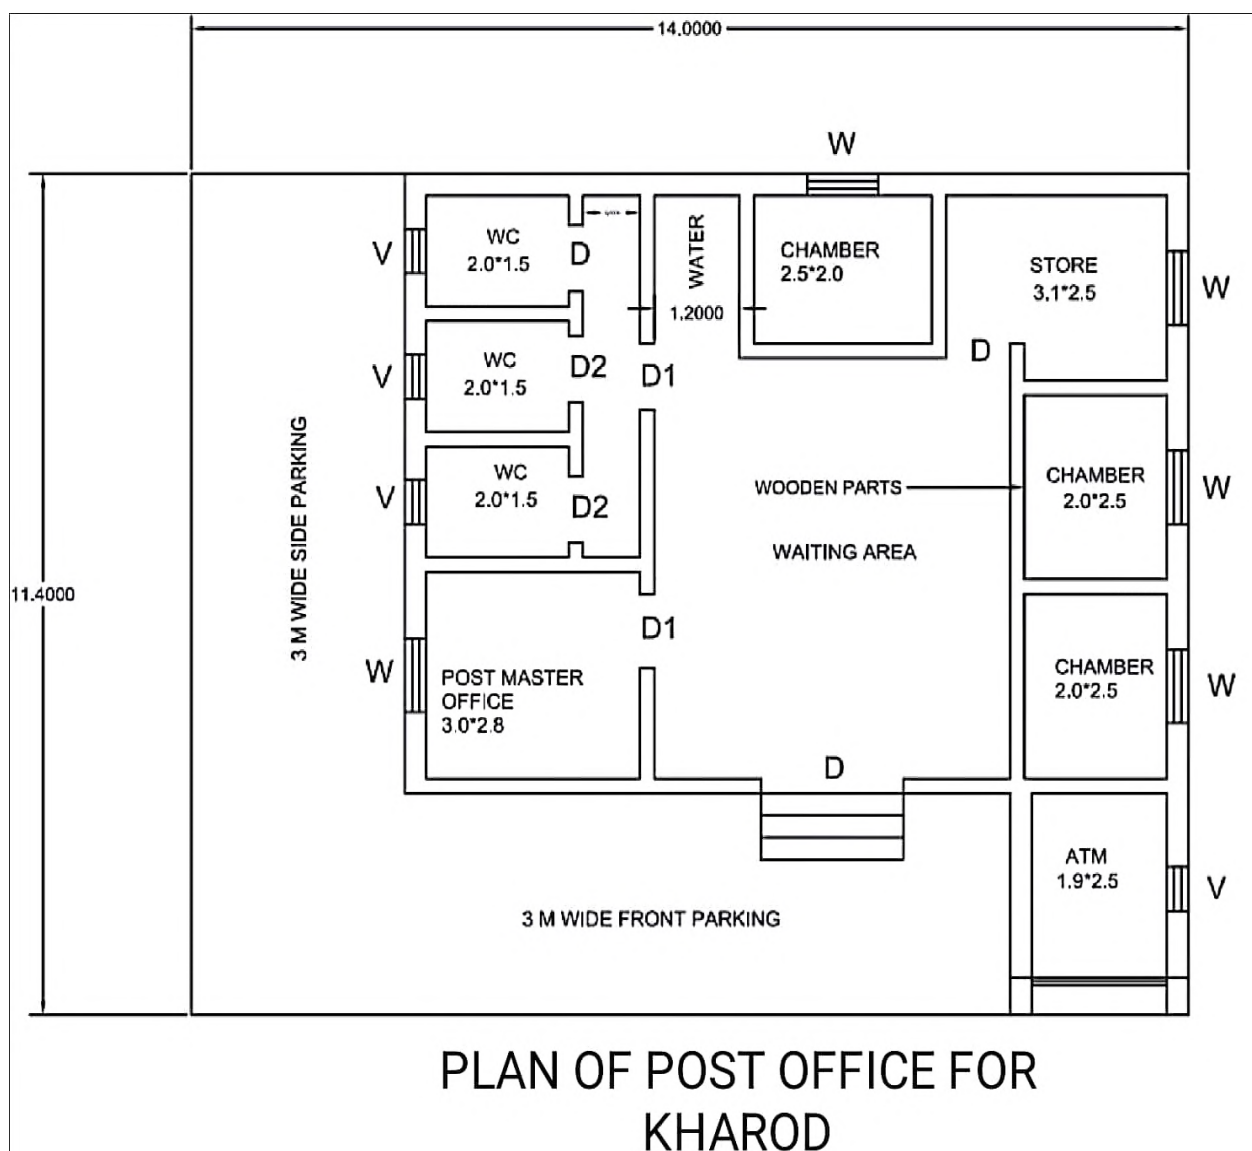 14.0000
W
WC
2.0*1.5
V
D
WATER
1.2000
CHAMBER
2.5*2.0
STORE
3.1*2.5
W
D
WC
2.0*1.5
V
D2
D1
WC
2.0*1.5
V
D2
3 M WIDE SIDE PARKING
11.4000
WOODEN PARTS
WAITING AREA
CHAMBER
2.0*2.5
W
D1
W
POST MASTER
OFFICE
3.0*2.8
CHAMBER
2.0*2.5
W
D
ATM
1.9*2.5
V
3 M WIDE FRONT PARKING
PLAN OF POST OFFICE FOR
KHAROD